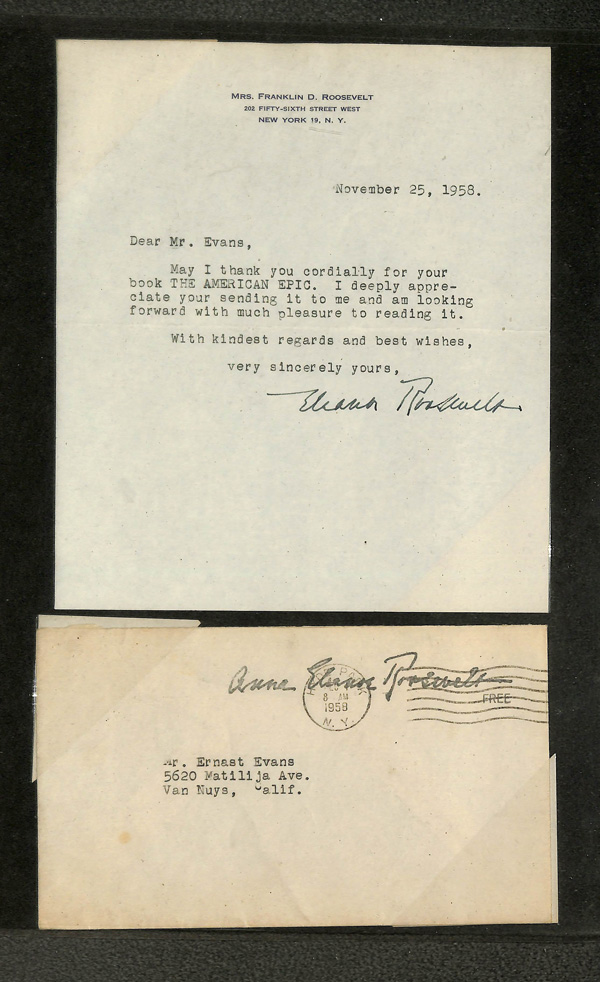 MRS. FRANKLIN D. ROOSEVELT
202 FIFTY-SIXTH STREET WEST
NEW YORK 19, N. Y.
November 25, 1958.
Dear Mr. Evans,
May I thank you cordially for your
book THE AMERICAN EPIC. I deeply appre-
ciate your sending it to me and am looking
forward with much pleasure to reading it.
With kindest regards and best wishes,
very sincerely yours,
Eleanor Roosevelt
Anna Eleanor Roosevelt
8 AM
1958
N. Y.
FREE
Mr. Ernast Evans
5620 Matilija Ave.
Van Nuys, Calif.